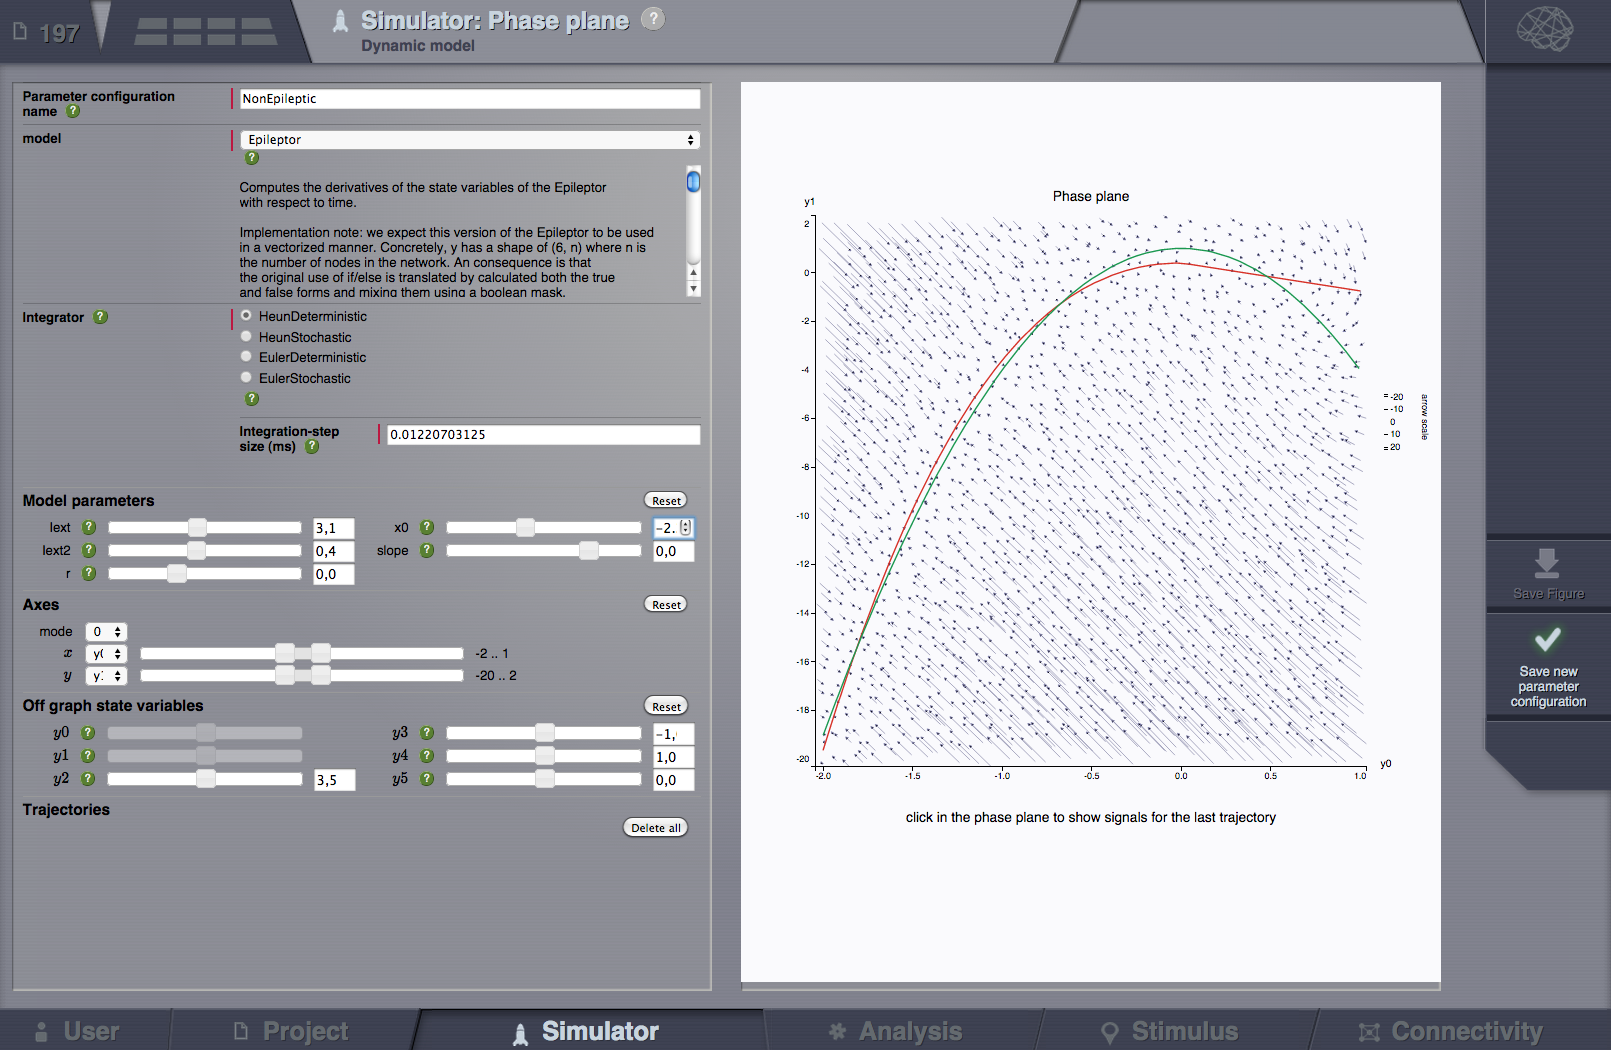 197
Simulator: Phase plane ?
Dynamic model
Parameter configuration
name ?
NonEpileptic
model
Epileptor
?
Computes the derivatives of the state variables of the Epileptor
with respect to time.
Implementation note: we expect this version of the Epileptor to be used
in a vectorized manner. Concretely, y has a shape of (6, n) where n is
the number of nodes in the network. An consequence is that
the original use of if/else is translated by calculated both the true
and false forms and mixing them using a boolean mask.
Integrator ?
HeunDeterministic
HeunStochastic
EulerDeterministic
EulerStochastic
?
Integration-step
size (ms) ?
0.01220703125
Model parameters Reset
Iext ? 3,1 x0 ? -2.
Iext2 ? 0,4 slope ? 0,0
r ? 0,0
Axes Reset
mode 0
x y( -2 .. 1
y y: -20 .. 2
Off graph state variables Reset
y0 ? y3 ? -1,
y1 ? y4 ? 1,0
y2 ? 3,5 y5 ? 0,0
Trajectories
Delete all
Phase plane
y1
2
0
-2
-4
-6
-8
-10
-12
-14
-16
-18
-20
-2.0 -1.5 -1.0 -0.5 0.0 0.5 1.0
y0
-20
-10
0
10
20
arrow scale
click in the phase plane to show signals for the last trajectory
Save Figure
Save new
parameter
configuration
User Project Simulator Analysis Stimulus Connectivity